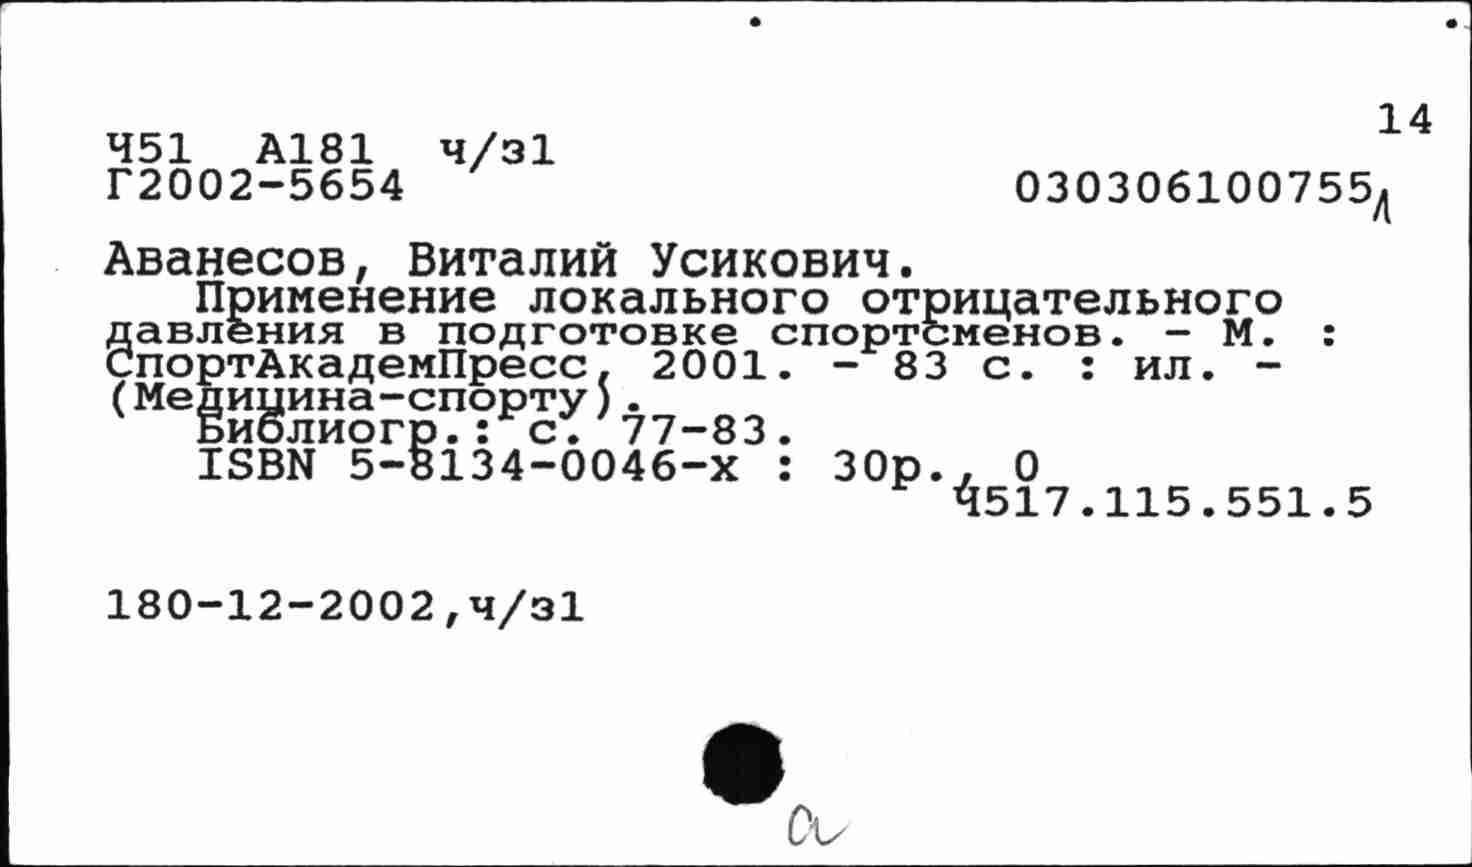 14
Ч51 А181 ч/з1
Г2002-5654 030306100755л
Аванесов, Виталий Усикович.
Применение локального отрицательного
давления в подготовке спортсменов. - М. :
СпортАкадемПресс, 2001. - 83 с. : ил. -
(Медицина-спорту).
Библиогр.: с. 77-83.
ISBN 5-8134-0046-х : 30р., 0
Ч517.115.551.5
180-12-2002,ч/з1
а